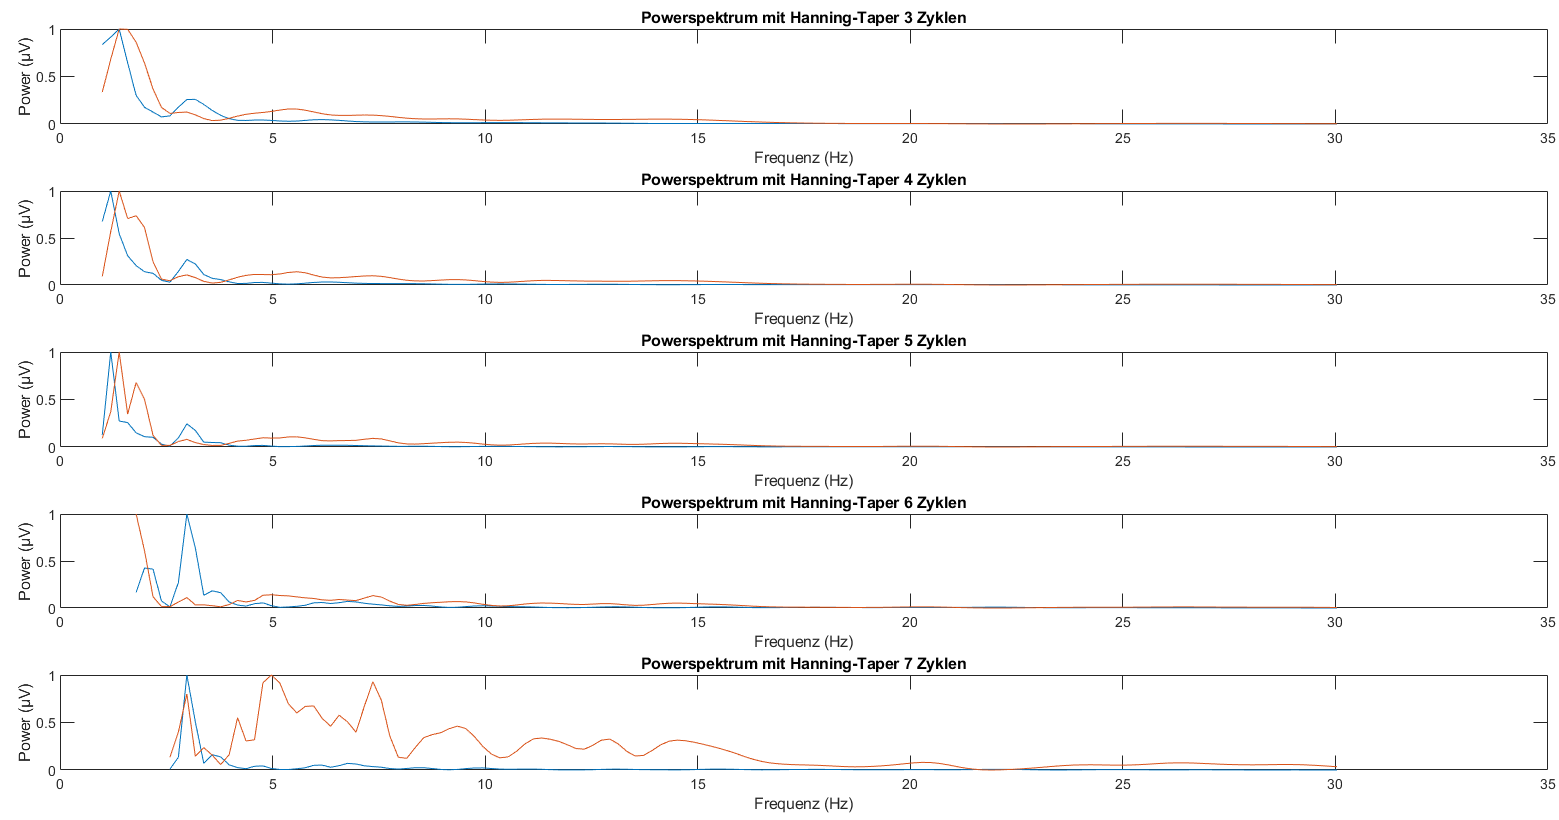 Powerspektrum mit Hanning-Taper 3 Zyklen
Power (µV)
1
0.5
0
0 5 10 15 20 25 30 35
Frequenz (Hz)
Powerspektrum mit Hanning-Taper 4 Zyklen
Power (µV)
1
0.5
0
0 5 10 15 20 25 30 35
Frequenz (Hz)
Powerspektrum mit Hanning-Taper 5 Zyklen
Power (µV)
1
0.5
0
0 5 10 15 20 25 30 35
Frequenz (Hz)
Powerspektrum mit Hanning-Taper 6 Zyklen
Power (µV)
1
0.5
0
0 5 10 15 20 25 30 35
Frequenz (Hz)
Powerspektrum mit Hanning-Taper 7 Zyklen
Power (µV)
1
0.5
0
0 5 10 15 20 25 30 35
Frequenz (Hz)